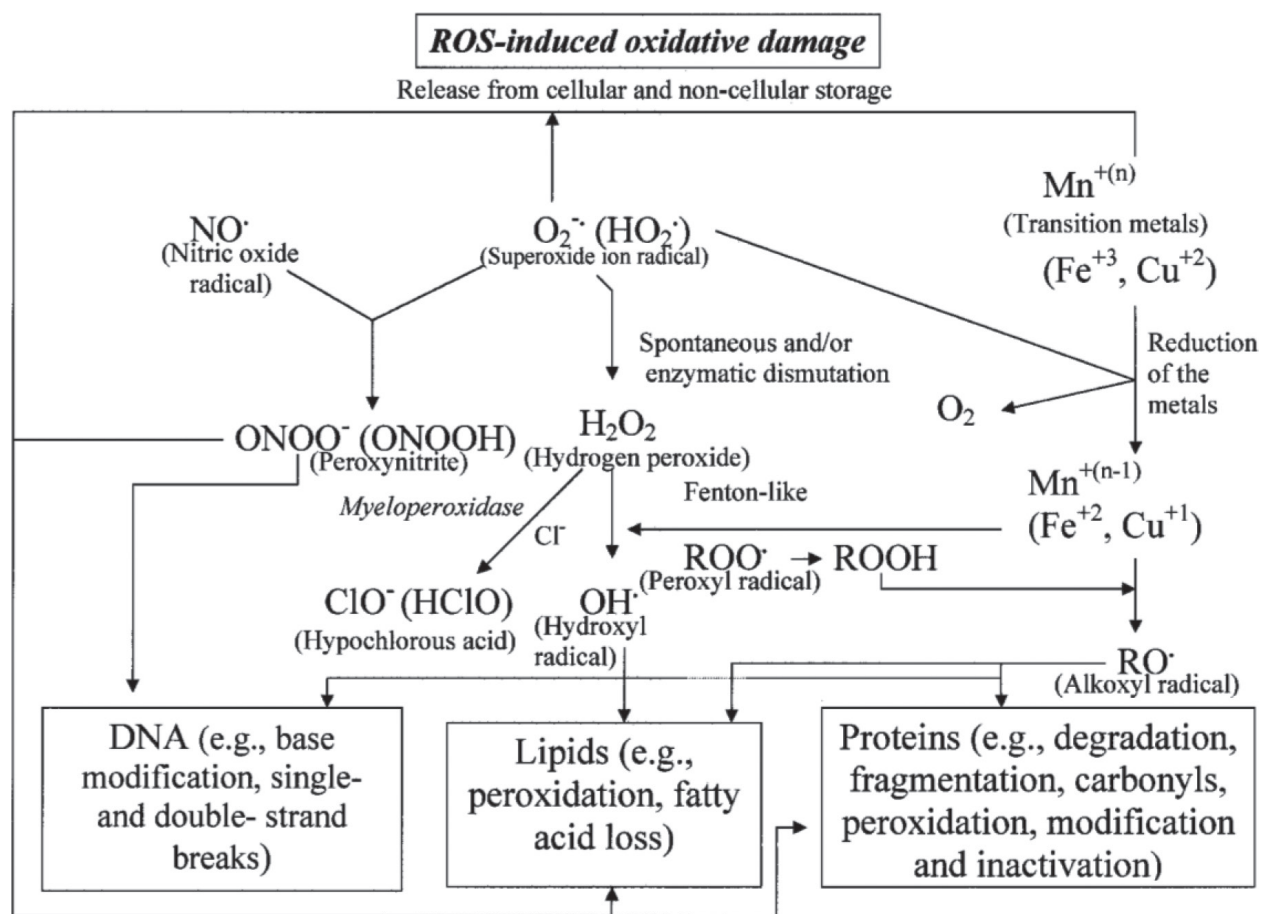 ROS-induced oxidative damage
Release from cellular and non-cellular storage
Mn⁺⁽ⁿ⁾
(Transition metals)
(Fe⁺³, Cu⁺²)
NO·
(Nitric oxide
radical)
O₂⁻· (HO₂·)
(Superoxide ion radical)
Spontaneous and/or
enzymatic dismutation
Reduction
of the
metals
O₂
ONOO⁻ (ONOOH)
(Peroxynitrite)
H₂O₂
(Hydrogen peroxide)
Mn⁺⁽ⁿ⁻¹⁾
(Fe⁺², Cu⁺¹)
Myeloperoxidase
Cl⁻
Fenton-like
ROO·
(Peroxyl radical)
ROOH
ClO⁻ (HClO)
(Hypochlorous acid)
OH·
(Hydroxyl
radical)
RO·
(Alkoxyl radical)
DNA (e.g., base
modification, single-
and double- strand
breaks)
Lipids (e.g.,
peroxidation, fatty
acid loss)
Proteins (e.g., degradation,
fragmentation, carbonyls,
peroxidation, modification
and inactivation)